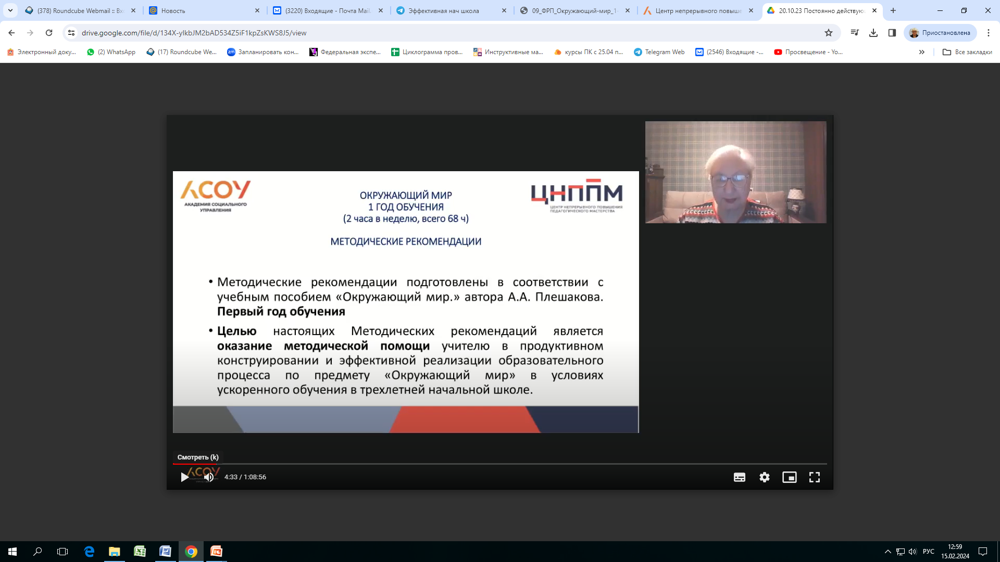 (378) Roundcube Webmail :: Вх
Новость
(3220) Входящие - Почта Mail.
Эффективная нач школа
09_ФРП_Окружающий-мир_1-
Центр непрерывного повыше
20.10.23 Постоянно действую
drive.google.com/file/d/134X-ylkbJM2bAD534Z5iF1kpZsKWS8J5/view
Приостановлена
Электронный доку...
(2) WhatsApp
(17) Roundcube We...
Запланировать кон...
Федеральная экспе...
Циклограмма пров...
Инструктивные ма...
курсы ПК с 25.04 п...
Telegram Web
(2546) Входящие -...
Просвещение - Yo...
Все закладки
АСОУ
АКАДЕМИЯ СОЦИАЛЬНОГО
УПРАВЛЕНИЯ
ЦНППМ
ЦЕНТР НЕПРЕРЫВНОГО ПОВЫШЕНИЯ
ПЕДАГОГИЧЕСКОГО МАСТЕРСТВА
ОКРУЖАЮЩИЙ МИР
1 ГОД ОБУЧЕНИЯ
(2 часа в неделю, всего 68 ч)
МЕТОДИЧЕСКИЕ РЕКОМЕНДАЦИИ
• Методические рекомендации подготовлены в соответствии с
учебным пособием «Окружающий мир.» автора А.А. Плешакова.
Первый год обучения
• Целью настоящих Методических рекомендаций является
оказание методической помощи учителю в продуктивном
конструировании и эффективной реализации образовательного
процесса по предмету «Окружающий мир» в условиях
ускоренного обучения в трехлетней начальной школе.
Смотреть (k)
АСОУ
4:33 / 1:08:56
РУС
12:59
15.02.2024